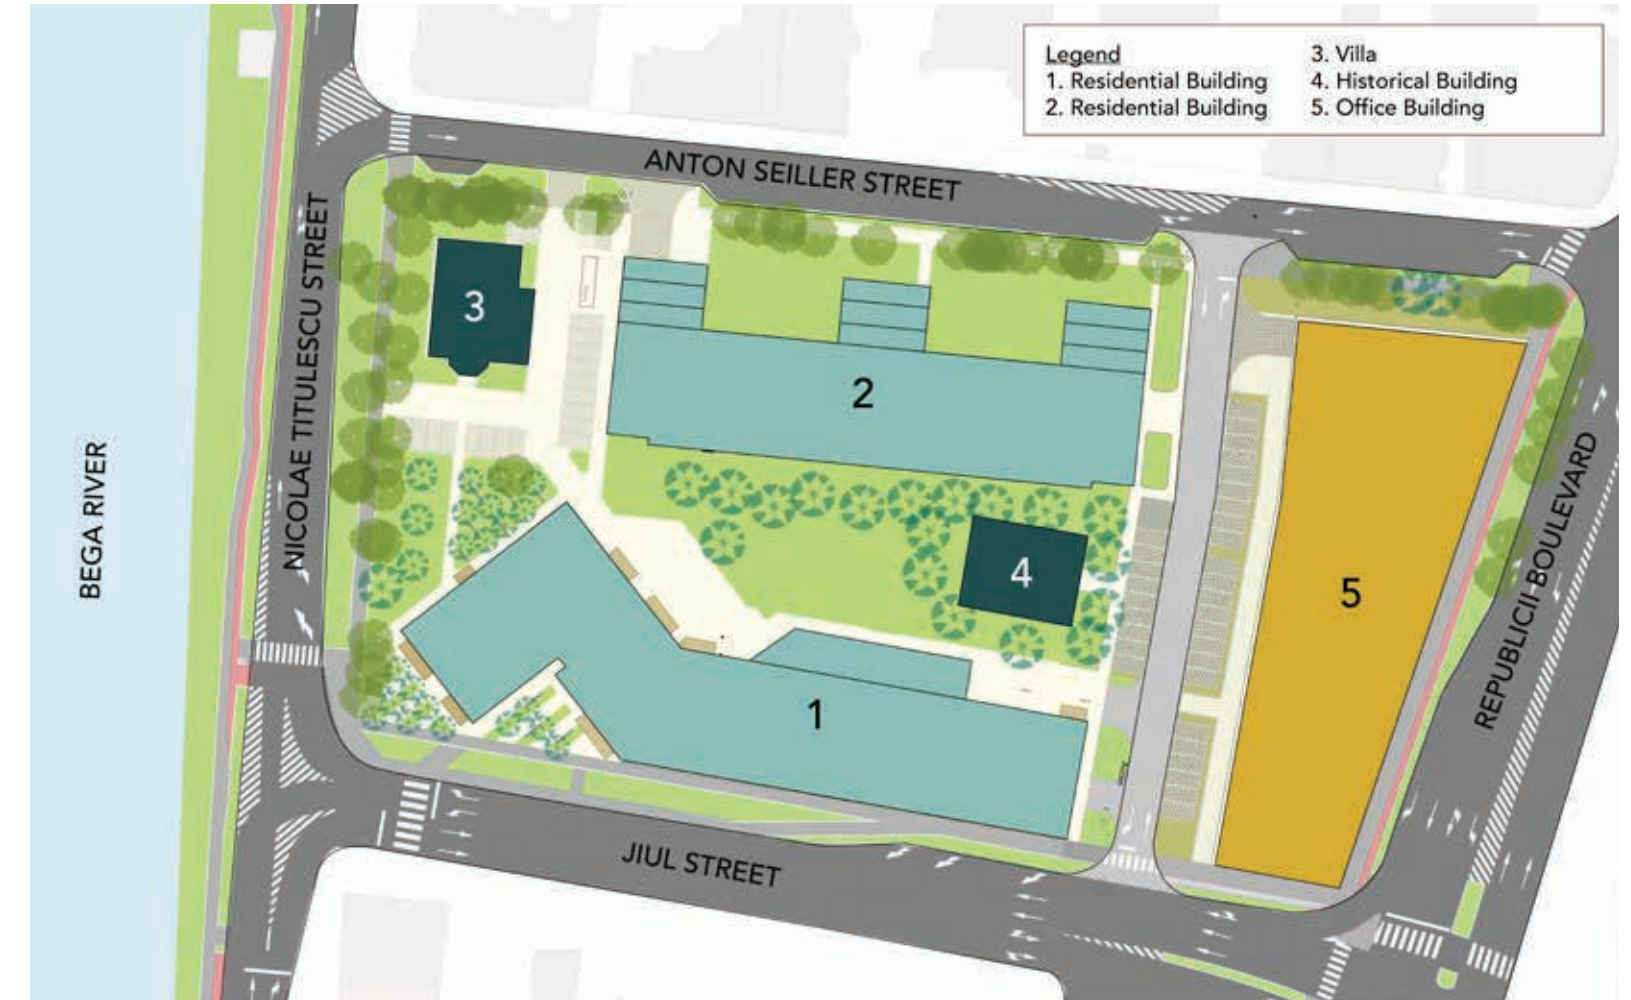 Legend
1. Residential Building
2. Residential Building
3. Villa
4. Historical Building
5. Office Building
ANTON SEILLER STREET
NICOLAE TITULESCU STREET
BEGA RIVER
REPUBLICII BOULEVARD
JIUL STREET
3
2
4
5
1